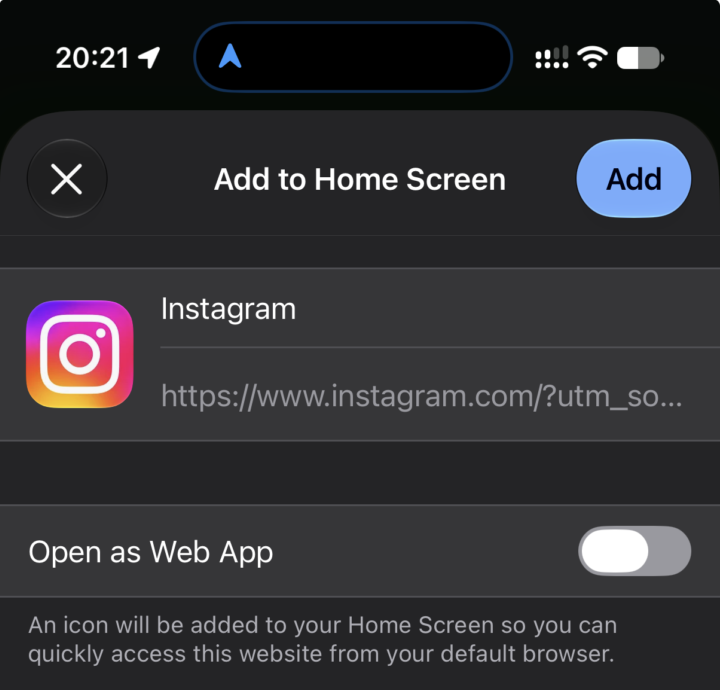 20:21
Add to Home Screen
Add
Instagram
https://www.instagram.com/?utm_so...
Open as Web App
An icon will be added to your Home Screen so you can
quickly access this website from your default browser.